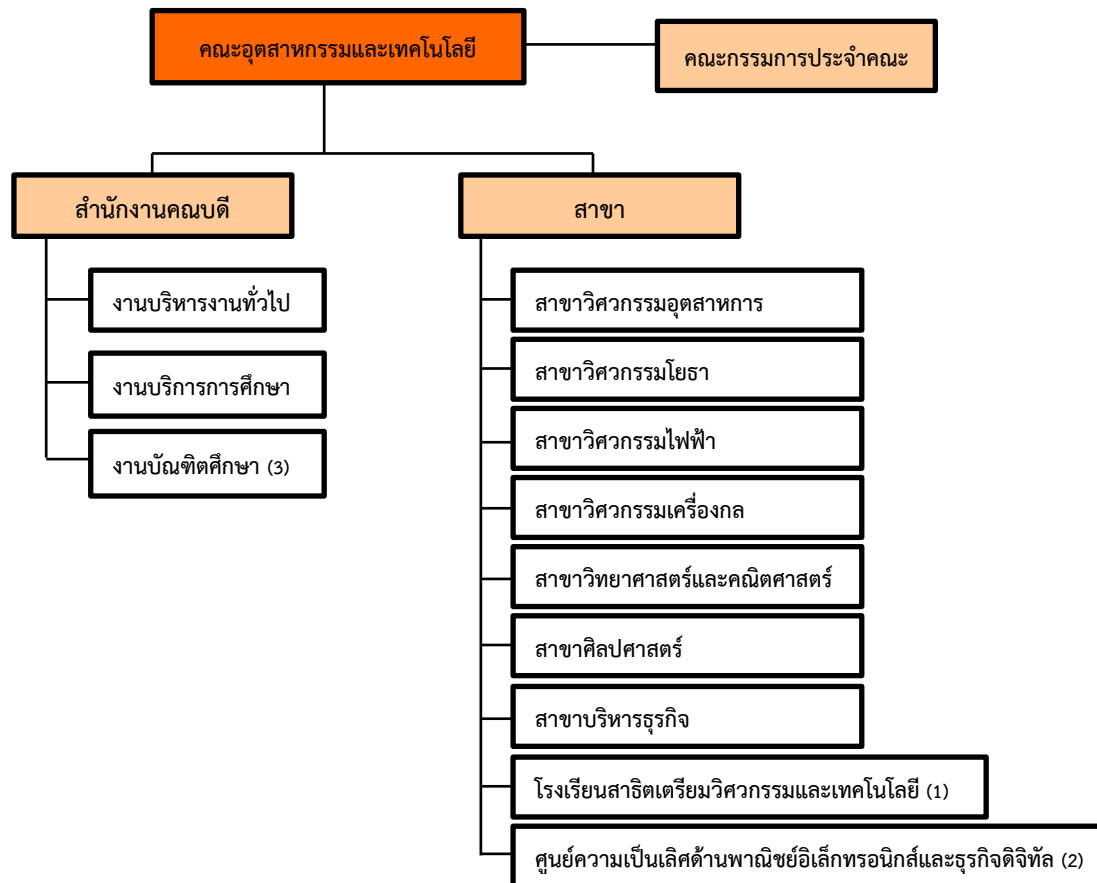 คณะอุตสาหกรรมและเทคโนโลยี
คณะกรรมการประจำคณะ
สำนักงานคณบดี
งานบริหารงานทั่วไป
งานบริการการศึกษา
งานบัณฑิตศึกษา (3)
สาขา
สาขาวิศวกรรมอุตสาหการ
สาขาวิศวกรรมโยธา
สาขาวิศวกรรมไฟฟ้า
สาขาวิศวกรรมเครื่องกล
สาขาวิทยาศาสตร์และคณิตศาสตร์
สาขาศิลปศาสตร์
สาขาบริหารธุรกิจ
โรงเรียนสาธิตเตรียมวิศวกรรมและเทคโนโลยี (1)
ศูนย์ความเป็นเลิศด้านพาณิชย์อิเล็กทรอนิกส์และธุรกิจดิจิทัล (2)